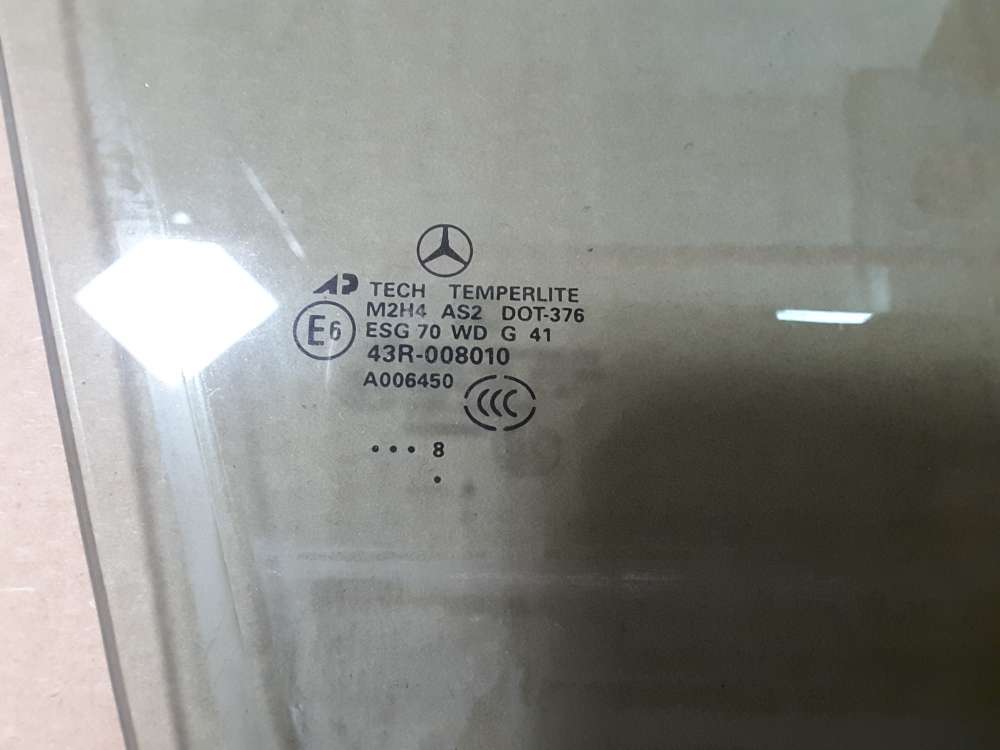 AP TECH TEMPERLITE
M2H4 AS2 DOT-376
E6 ESG 70 WD G 41
43R-008010
A006450
CCC
••• 8
•